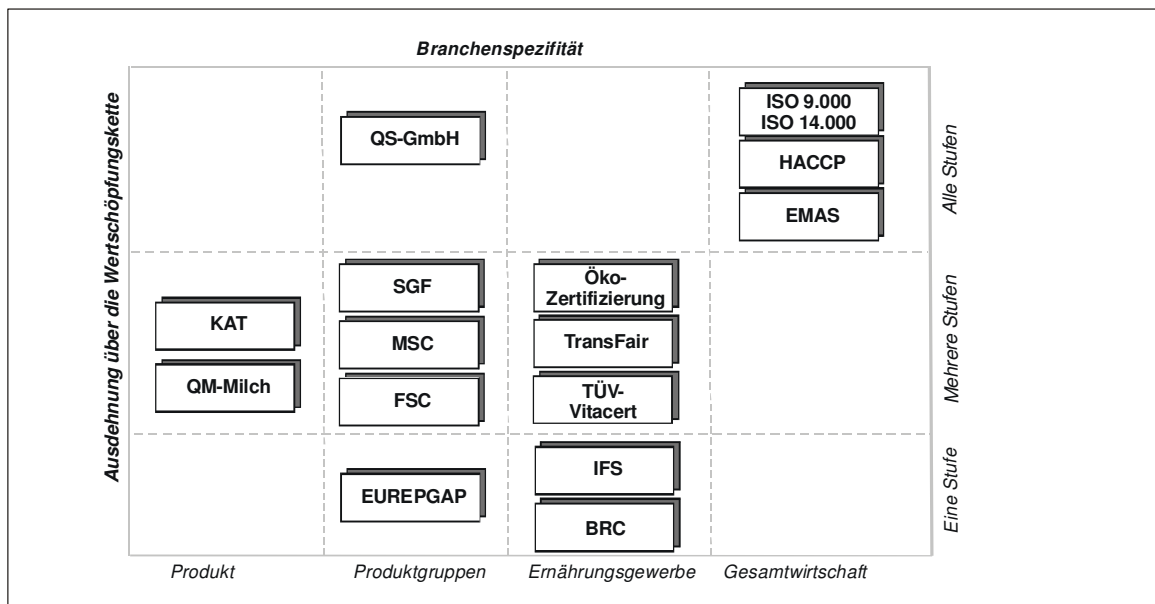 Branchenspezifität
Ausdehnung über die Wertschöpfungskette
QS-GmbH
ISO 9.000
ISO 14.000
HACCP
EMAS
Alle Stufen
KAT
QM-Milch
SGF
MSC
FSC
Öko-
Zertifizierung
TransFair
TÜV-
Vitacert
Mehrere Stufen
EUREPGAP
IFS
BRC
Eine Stufe
Produkt
Produktgruppen
Ernährungsgewerbe
Gesamtwirtschaft